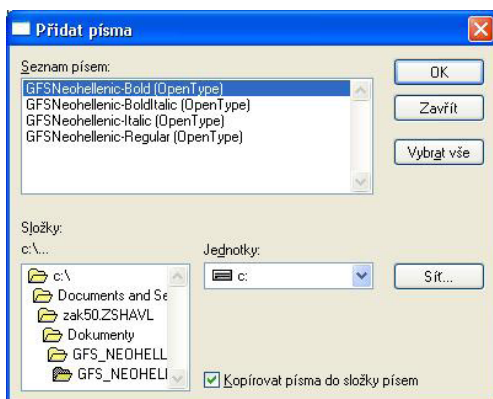 Přidat písma
Seznam písem:
GFSNeohellenic-Bold (OpenType)
GFSNeohellenic-BoldItalic (OpenType)
GFSNeohellenic-Italic (OpenType)
GFSNeohellenic-Regular (OpenType)
OK
Zavřít
Vybrat vše
Složky:
c:\...
Jednotky:
c:\
Documents and Se
zak50.ZSHAVL
Dokumenty
GFS_NEOHELL
GFS_NEOHELI
c:
Síť...
Kopírovat písma do složky písem